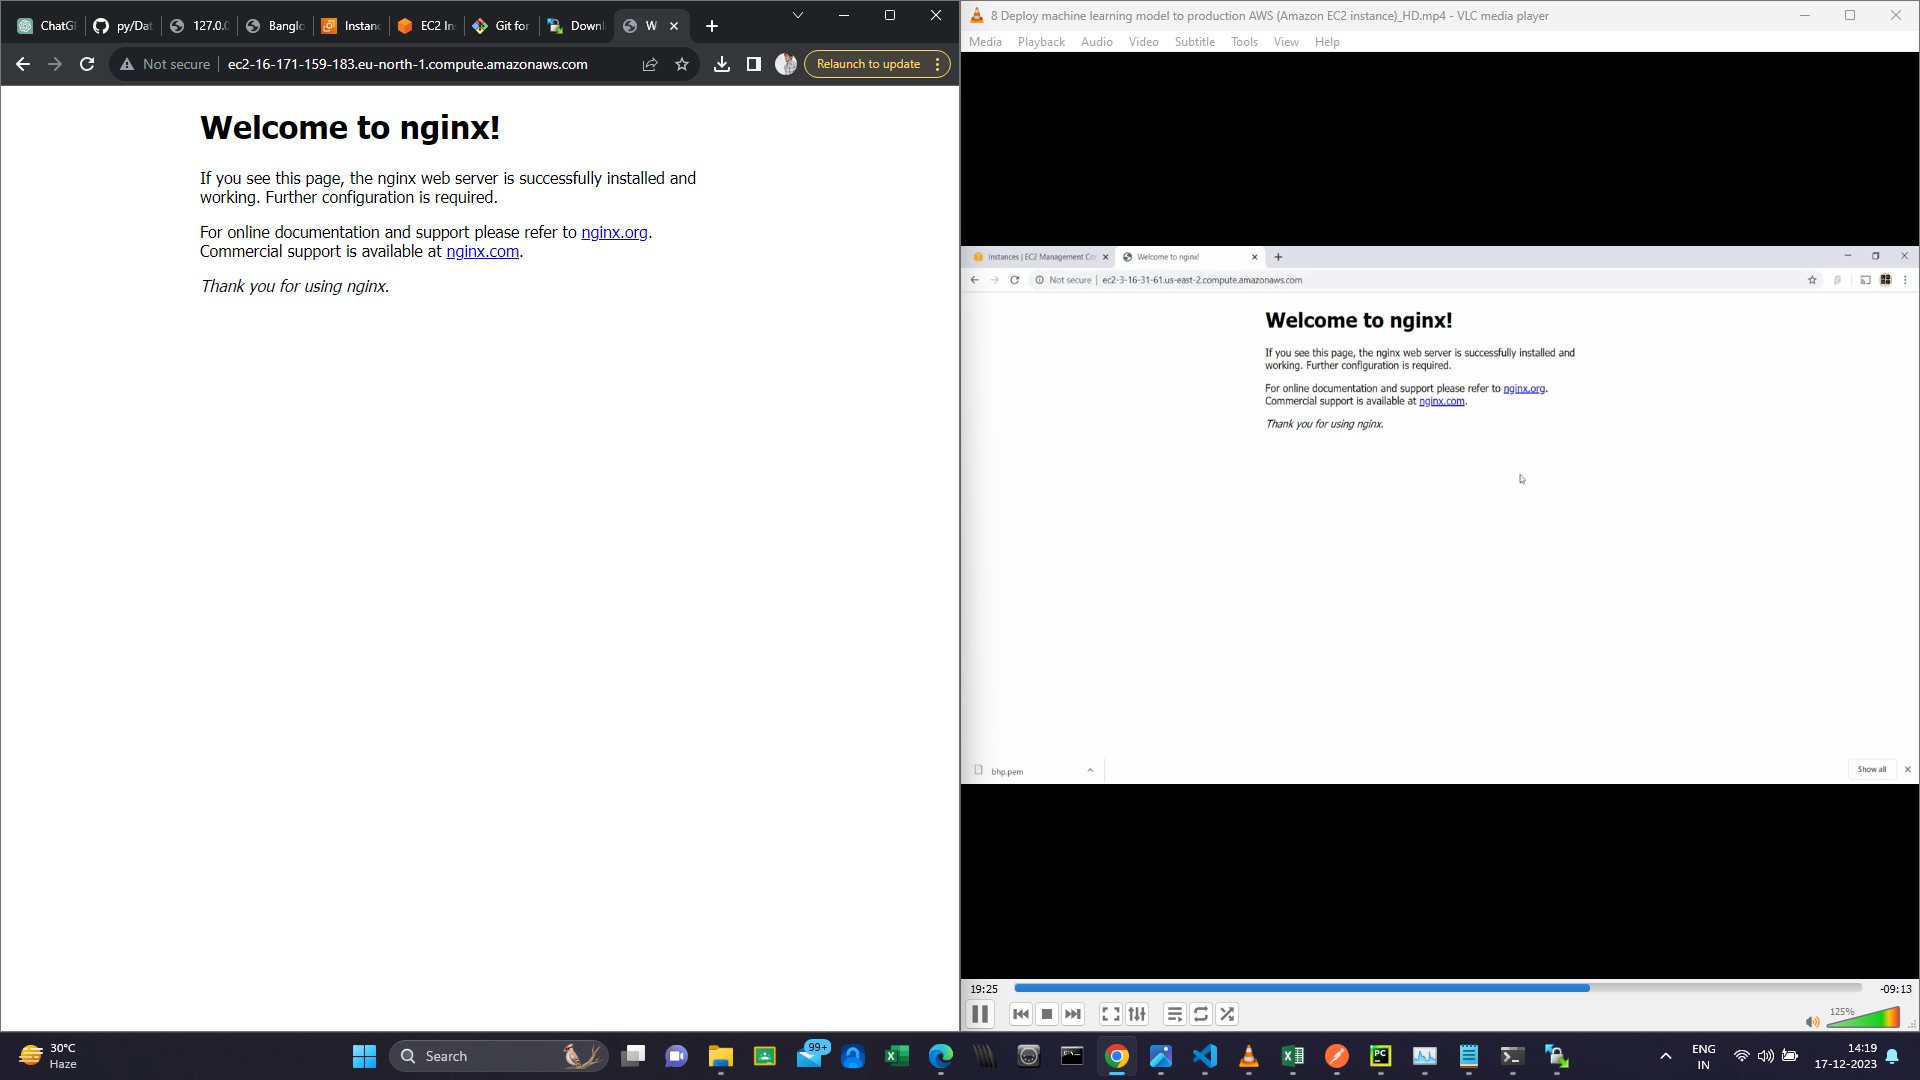 ChatG
py/Dat
127.0.0
Banglo
Instanc
EC2 In
Git for
Downl
W
Not secure
ec2-16-171-159-183.eu-north-1.compute.amazonaws.com
Relaunch to update
Welcome to nginx!
If you see this page, the nginx web server is successfully installed and
working. Further configuration is required.
For online documentation and support please refer to nginx.org.
Commercial support is available at nginx.com.
Thank you for using nginx.
8 Deploy machine learning model to production AWS (Amazon EC2 instance)_HD.mp4 - VLC media player
Media Playback Audio Video Subtitle Tools View Help
Instances | EC2 Management Co
Welcome to nginx!
Not secure
ec2-3-16-31-61.us-east-2.compute.amazonaws.com
Welcome to nginx!
If you see this page, the nginx web server is successfully installed and
working. Further configuration is required.
For online documentation and support please refer to nginx.org.
Commercial support is available at nginx.com.
Thank you for using nginx.
bhp.pem
Show all
19:25
-09:13
125%
30°C
Haze
Search
99+
PC
ENG
IN
14:19
17-12-2023